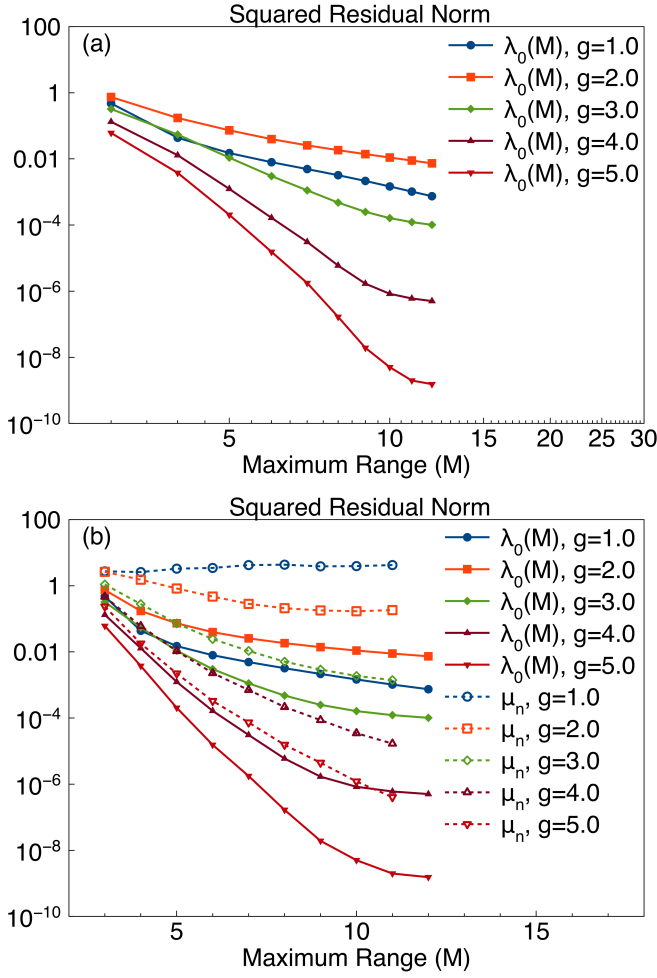 Squared Residual Norm
(a)
100
1
0.01
10⁻⁴
10⁻⁶
10⁻⁸
10⁻¹⁰
λ₀(M), g=1.0
λ₀(M), g=2.0
λ₀(M), g=3.0
λ₀(M), g=4.0
λ₀(M), g=5.0
5 10 15 20 25 30
Maximum Range (M)
Squared Residual Norm
(b)
100
1
0.01
10⁻⁴
10⁻⁶
10⁻⁸
10⁻¹⁰
λ₀(M), g=1.0
λ₀(M), g=2.0
λ₀(M), g=3.0
λ₀(M), g=4.0
λ₀(M), g=5.0
μₙ, g=1.0
μₙ, g=2.0
μₙ, g=3.0
μₙ, g=4.0
μₙ, g=5.0
5 10 15
Maximum Range (M)